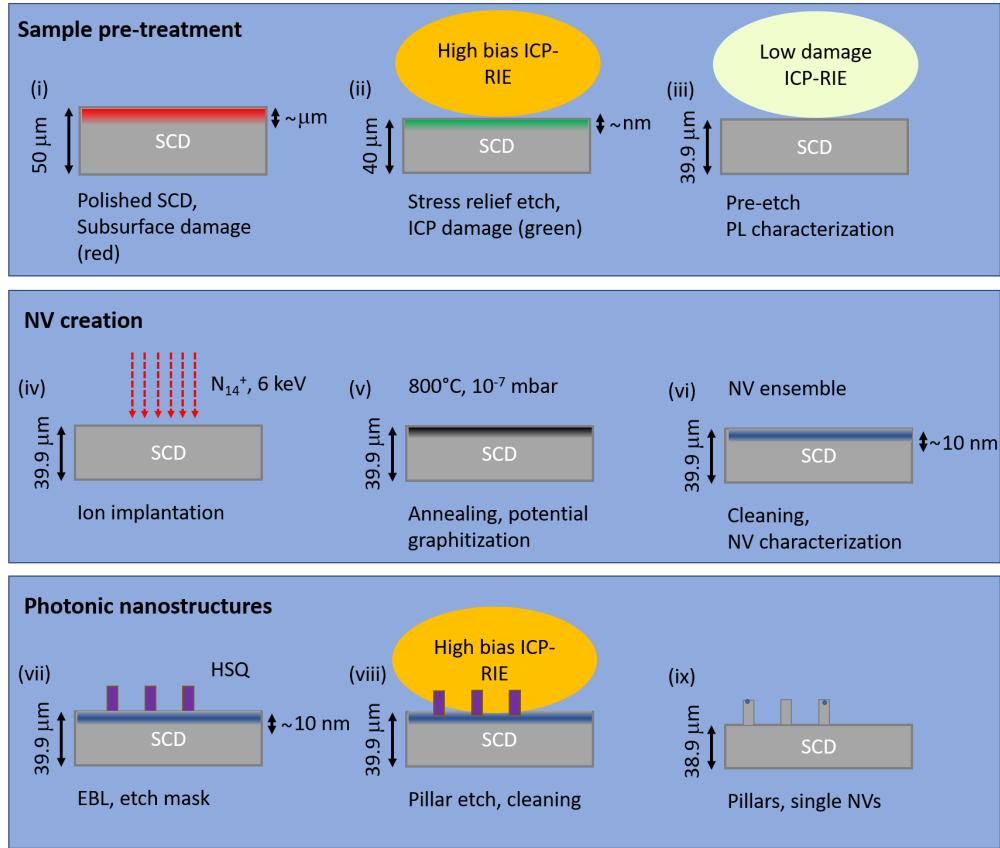 Sample pre-treatment
(i)
50 μm
SCD
~μm
Polished SCD,
Subsurface damage
(red)
(ii)
High bias ICP-
RIE
40 μm
SCD
~nm
Stress relief etch,
ICP damage (green)
(iii)
Low damage
ICP-RIE
39.9 μm
SCD
Pre-etch
PL characterization
NV creation
(iv)
N14+, 6 keV
39.9 μm
SCD
Ion implantation
(v)
800°C, 10-7 mbar
39.9 μm
SCD
Annealing, potential
graphitization
(vi)
NV ensemble
39.9 μm
SCD
~10 nm
Cleaning,
NV characterization
Photonic nanostructures
(vii)
HSQ
39.9 μm
SCD
~10 nm
EBL, etch mask
(viii)
High bias ICP-
RIE
39.9 μm
SCD
Pillar etch, cleaning
(ix)
38.9 μm
SCD
Pillars, single NVs